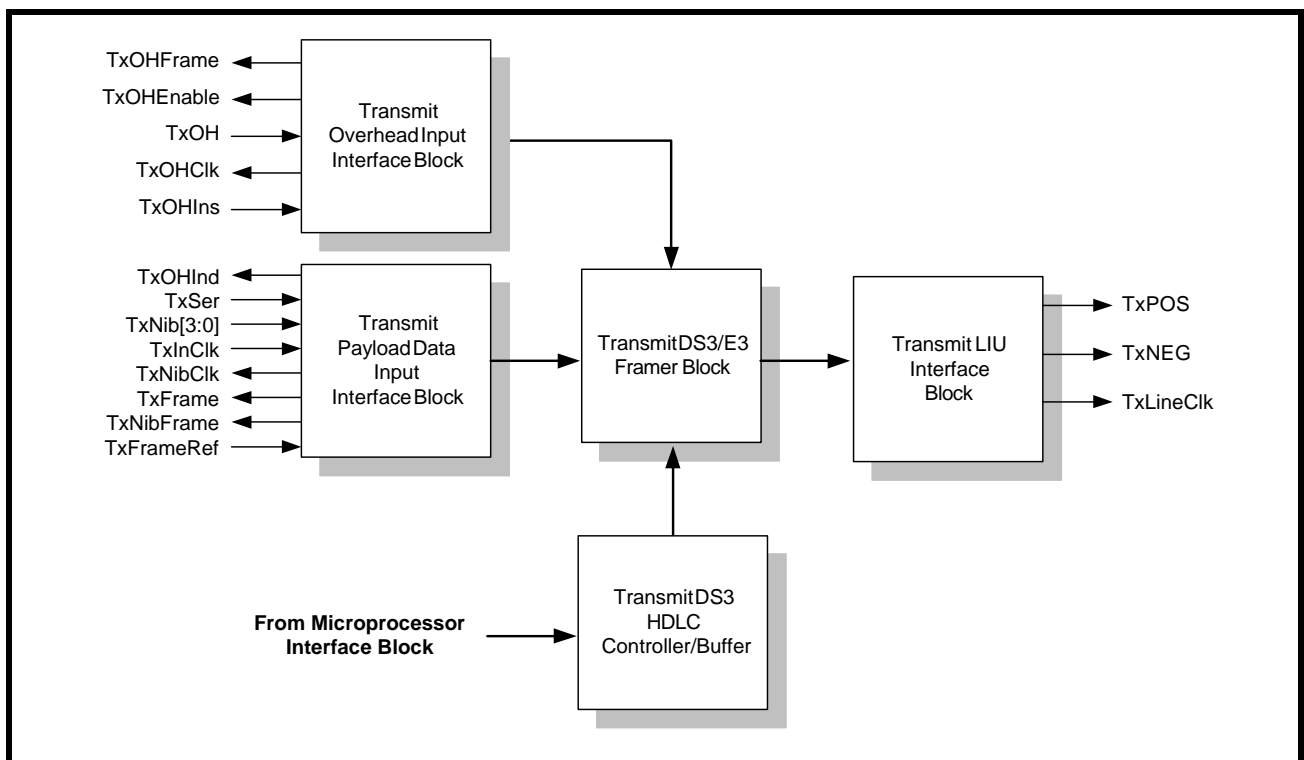 TxOHFrame
TxOHEnable
TxOH
TxOHClk
TxOHIns
Transmit
Overhead Input
Interface Block
TxOHInd
TxSer
TxNib[3:0]
TxInClk
TxNibClk
TxFrame
TxNibFrame
TxFrameRef
Transmit
Payload Data
Input
Interface Block
Transmit DS3/E3
Framer Block
Transmit LIU
Interface
Block
TxPOS
TxNEG
TxLineClk
From Microprocessor
Interface Block
Transmit DS3
HDLC
Controller/Buffer